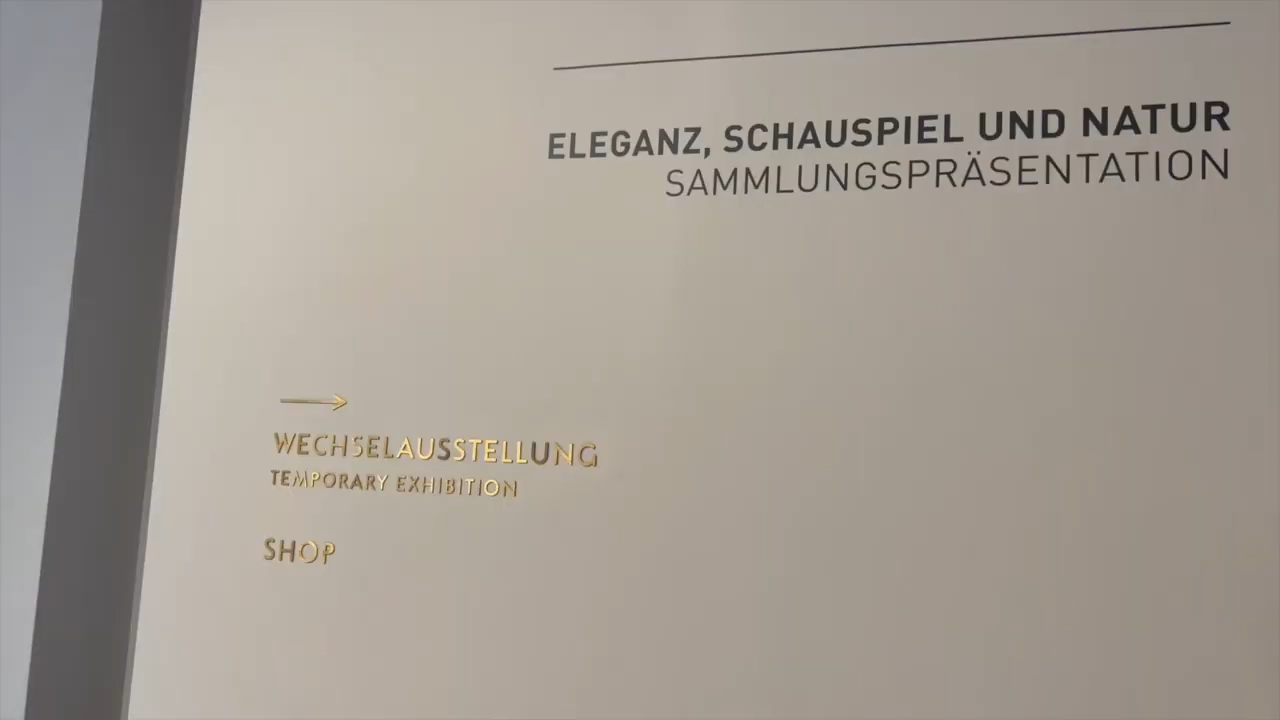 ELEGANZ, SCHAUSPIEL UND NATUR
SAMMLUNGSPRÄSENTATION
WECHSELAUSSTELLUNG
TEMPORARY EXHIBITION
SHOP